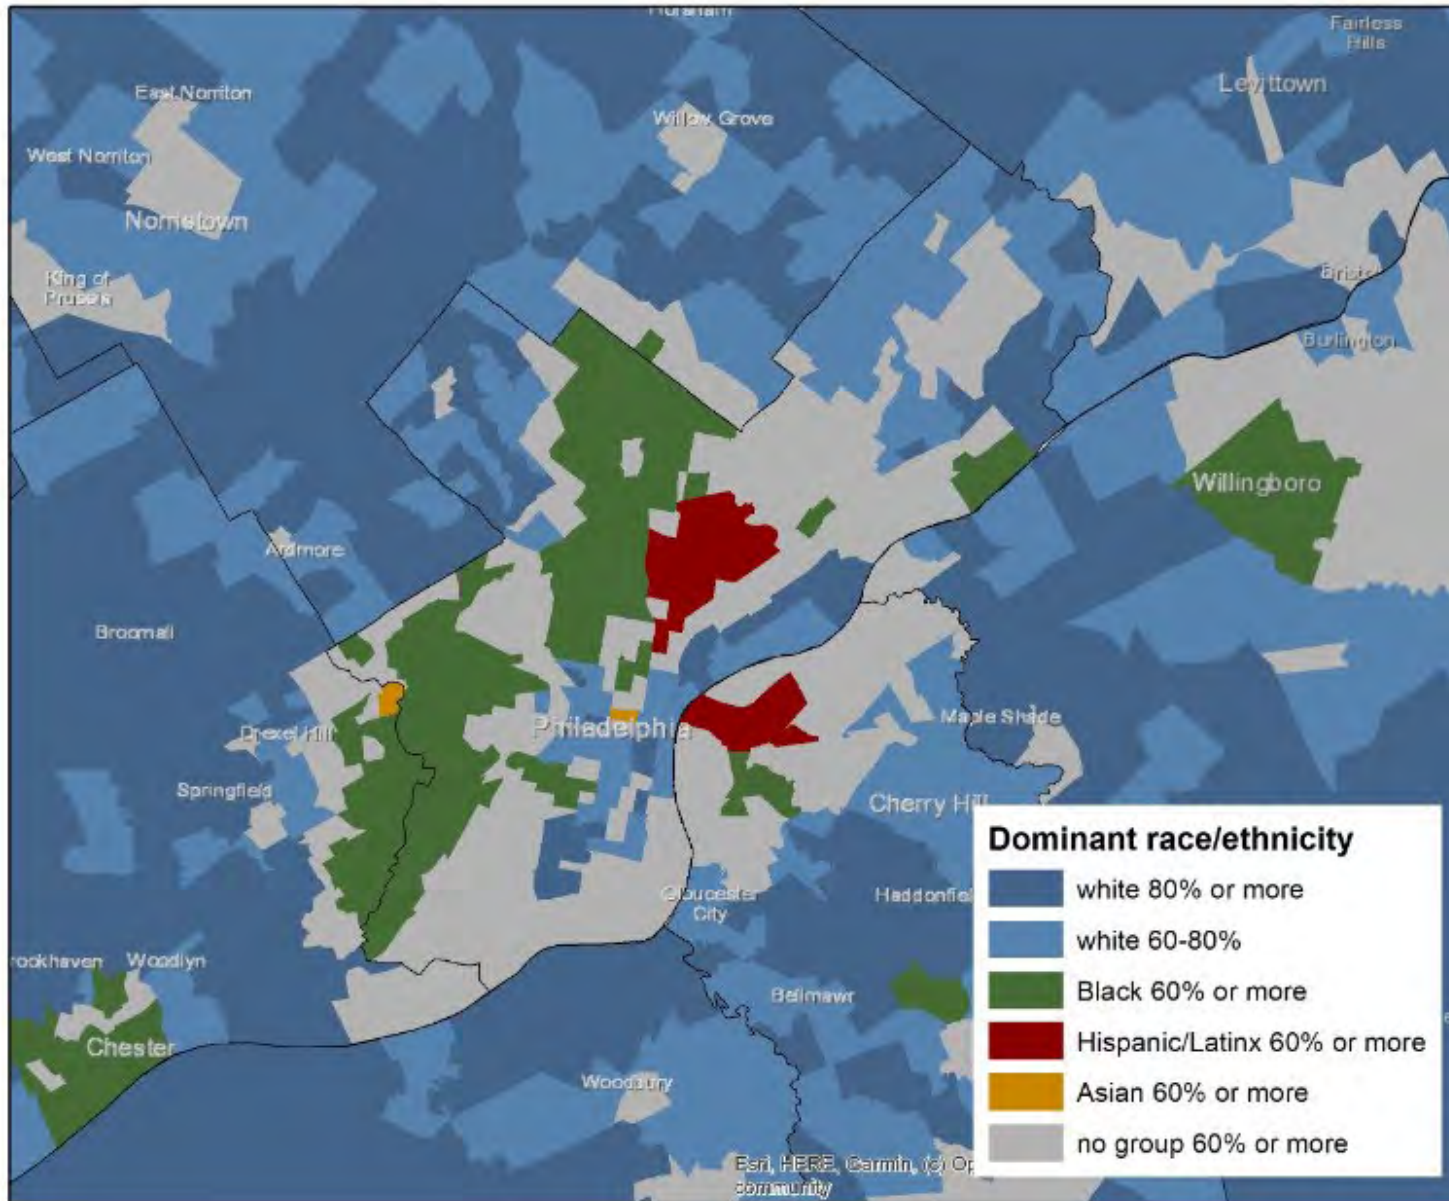 Fairless
Hills
Levittown
East Norriton
Willow Grove
West Norriton
Norristown
King of
Prussia
Bristol
Burlington
Willingboro
Ardmore
Broomall
Philadelphia
Maple Shade
Drexel Hill
Springfield
Cherry Hill
Gloucester
City
Haddonfiel
rookhaven
Woodlyn
Bellmawr
Chester
Woodbury
Esri, HERE, Garmin, (c) Op
community
Dominant race/ethnicity
white 80% or more
white 60-80%
Black 60% or more
Hispanic/Latinx 60% or more
Asian 60% or more
no group 60% or more